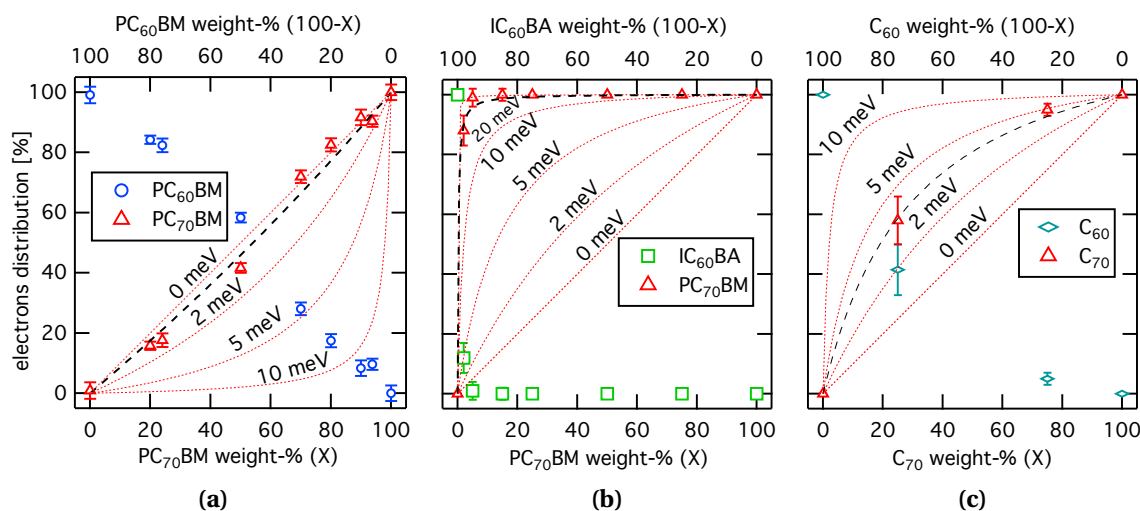 PC60BM weight-% (100-X)
100 80 60 40 20 0
electrons distribution [%]
100
80
60
40
20
0
PC60BM
PC70BM
0 meV
2 meV
5 meV
10 meV
0 20 40 60 80 100
PC70BM weight-% (X)
(a)
IC60BA weight-% (100-X)
100 80 60 40 20 0
20 meV
10 meV
5 meV
2 meV
0 meV
IC60BA
PC70BM
0 20 40 60 80 100
PC70BM weight-% (X)
(b)
C60 weight-% (100-X)
100 80 60 40 20 0
10 meV
5 meV
2 meV
0 meV
C60
C70
0 20 40 60 80 100
C70 weight-% (X)
(c)